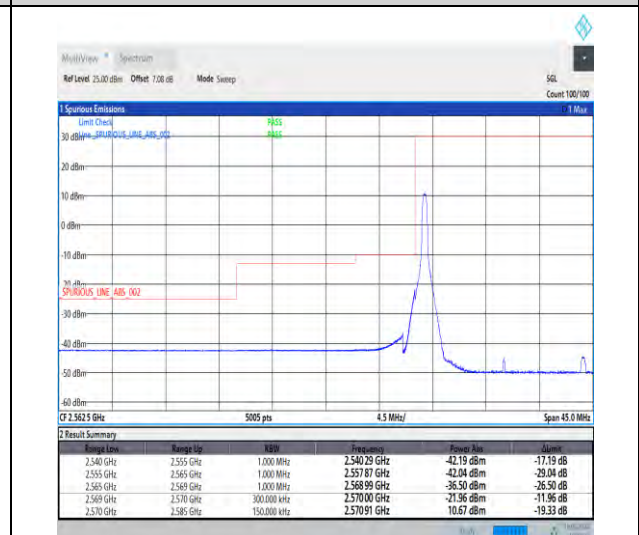 MultiView Spectrum
Ref Level 25.00 dBm Offset 7.08 dB Mode Sweep SGL
Count 100/100
1 Spurious Emissions 1 Max
Limit Check PASS
30 dBm Line _SPURIOUS_LINE_ABS_002 PASS
20 dBm
10 dBm
0 dBm
-10 dBm
-20 dBm
SPURIOUS_LINE_ABS_002
-30 dBm
-40 dBm
-50 dBm
-60 dBm
CF 2.5625 GHz 5005 pts 4.5 MHz/ Span 45.0 MHz
2 Result Summary
Range Low Range Up RBW Frequency Power Abs ΔLimit
2.540 GHz 2.555 GHz 1.000 MHz 2.54029 GHz -42.19 dBm -17.19 dB
2.555 GHz 2.565 GHz 1.000 MHz 2.55787 GHz -42.04 dBm -29.04 dB
2.565 GHz 2.569 GHz 1.000 MHz 2.56899 GHz -36.50 dBm -26.50 dB
2.569 GHz 2.570 GHz 300.000 kHz 2.57000 GHz -21.96 dBm -11.96 dB
2.570 GHz 2.585 GHz 150.000 kHz 2.57091 GHz 10.67 dBm -19.33 dB